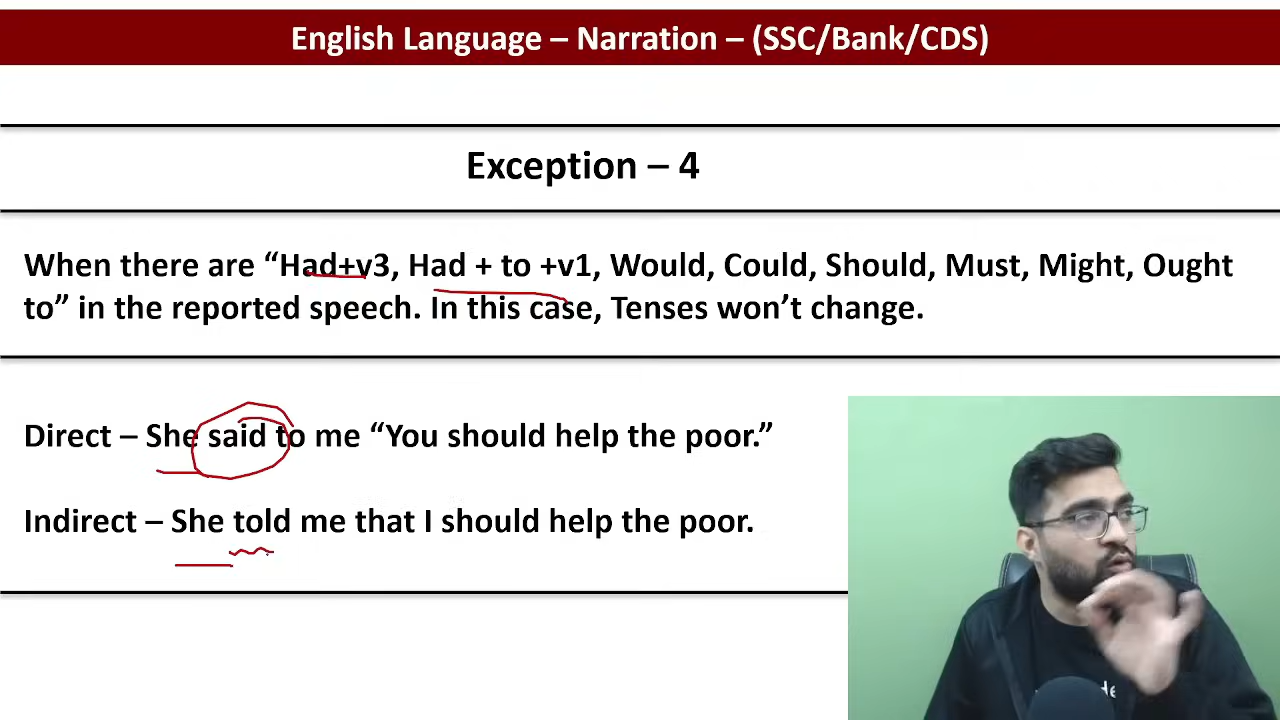 English Language – Narration – (SSC/Bank/CDS)
Exception – 4
When there are “Had+v3, Had + to +v1, Would, Could, Should, Must, Might, Ought
to” in the reported speech. In this case, Tenses won’t change.
Direct – She said to me “You should help the poor.”
Indirect – She told me that I should help the poor.